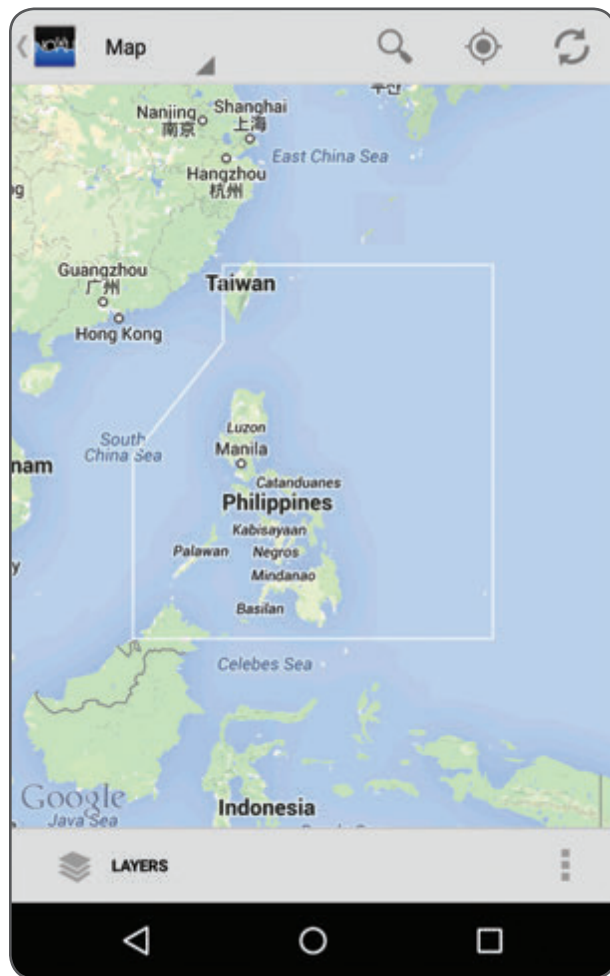 NOAH
Map
Nanjing
南京
Shanghai
上海
East China Sea
Hangzhou
杭州
Guangzhou
广州
Taiwan
Hong Kong
South
China Sea
Luzon
Manila
nam
Catanduanes
Philippines
Kabisayaan
Palawan
Negros
Mindanao
y
Basilan
Celebes Sea
Google
Java Sea
Indonesia
LAYERS